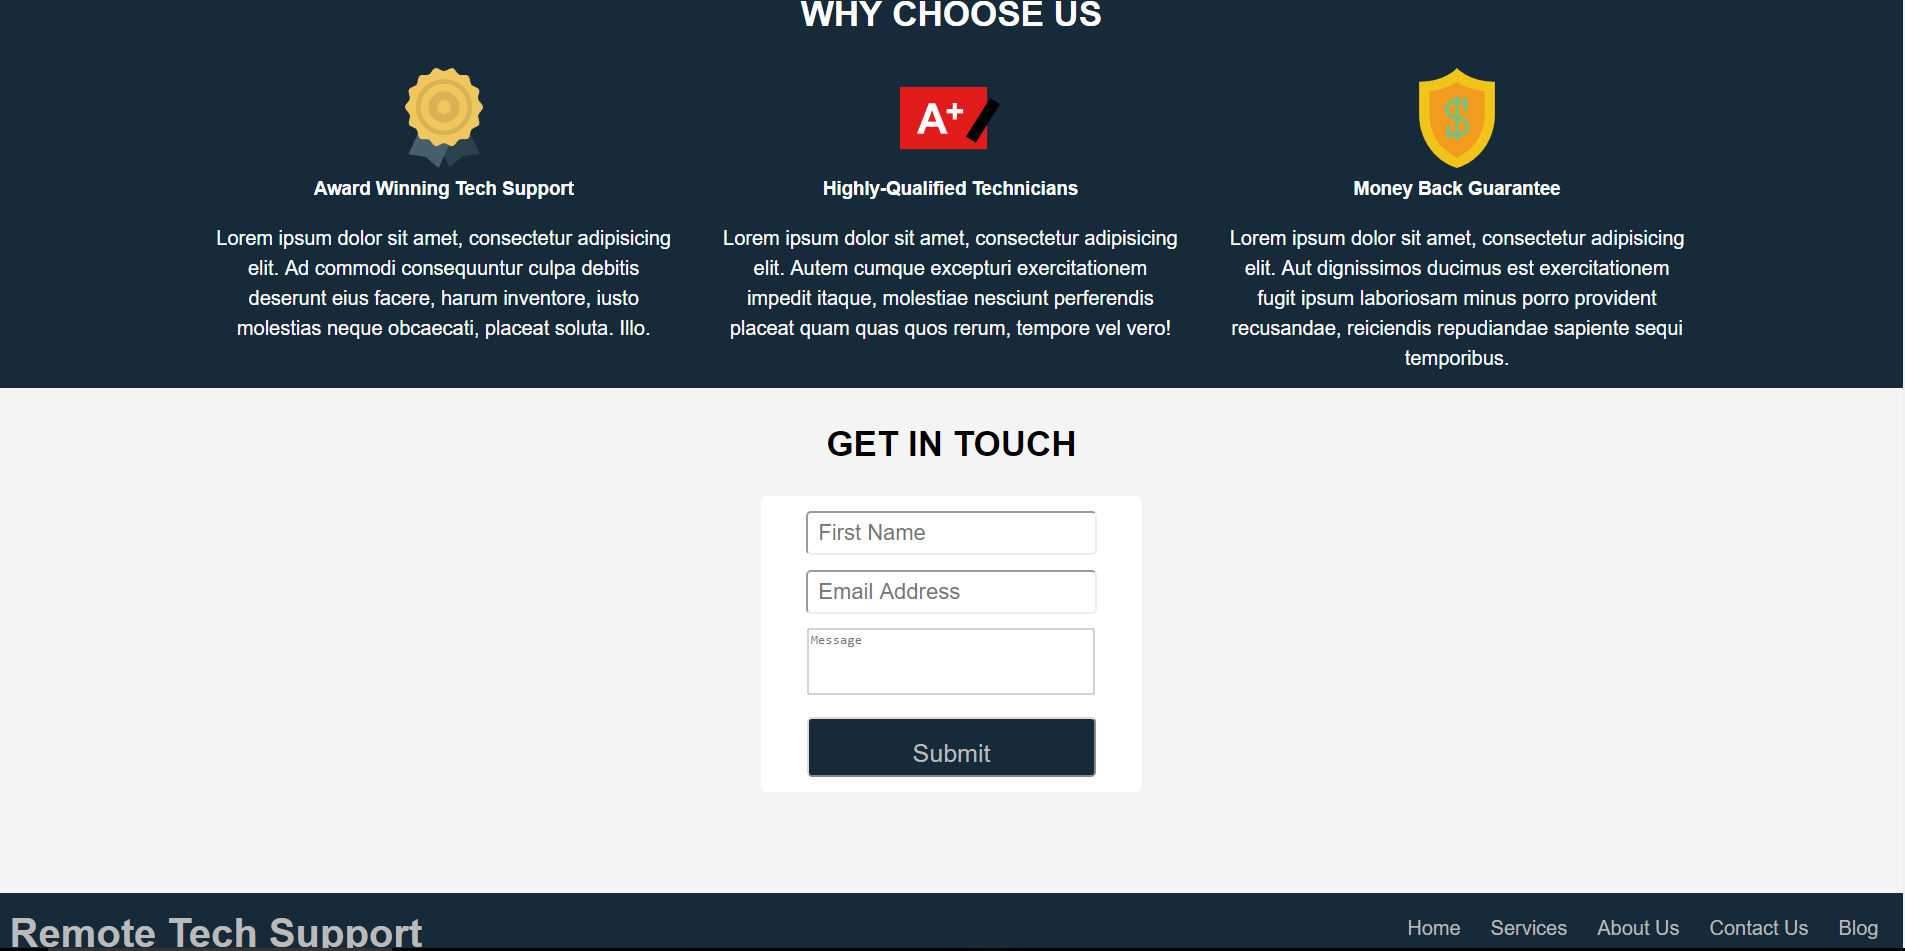 WHY CHOOSE US
A+
Award Winning Tech Support
Lorem ipsum dolor sit amet, consectetur adipisicing
elit. Ad commodi consequuntur culpa debitis
deserunt eius facere, harum inventore, iusto
molestias neque obcaecati, placeat soluta. Illo.
Highly-Qualified Technicians
Lorem ipsum dolor sit amet, consectetur adipisicing
elit. Autem cumque excepturi exercitationem
impedit itaque, molestiae nesciunt perferendis
placeat quam quas quos rerum, tempore vel vero!
$
Money Back Guarantee
Lorem ipsum dolor sit amet, consectetur adipisicing
elit. Aut dignissimos ducimus est exercitationem
fugit ipsum laboriosam minus porro provident
recusandae, reiciendis repudiandae sapiente sequi
temporibus.
GET IN TOUCH
First Name
Email Address
Message
Submit
Remote Tech Support
Home Services About Us Contact Us Blog